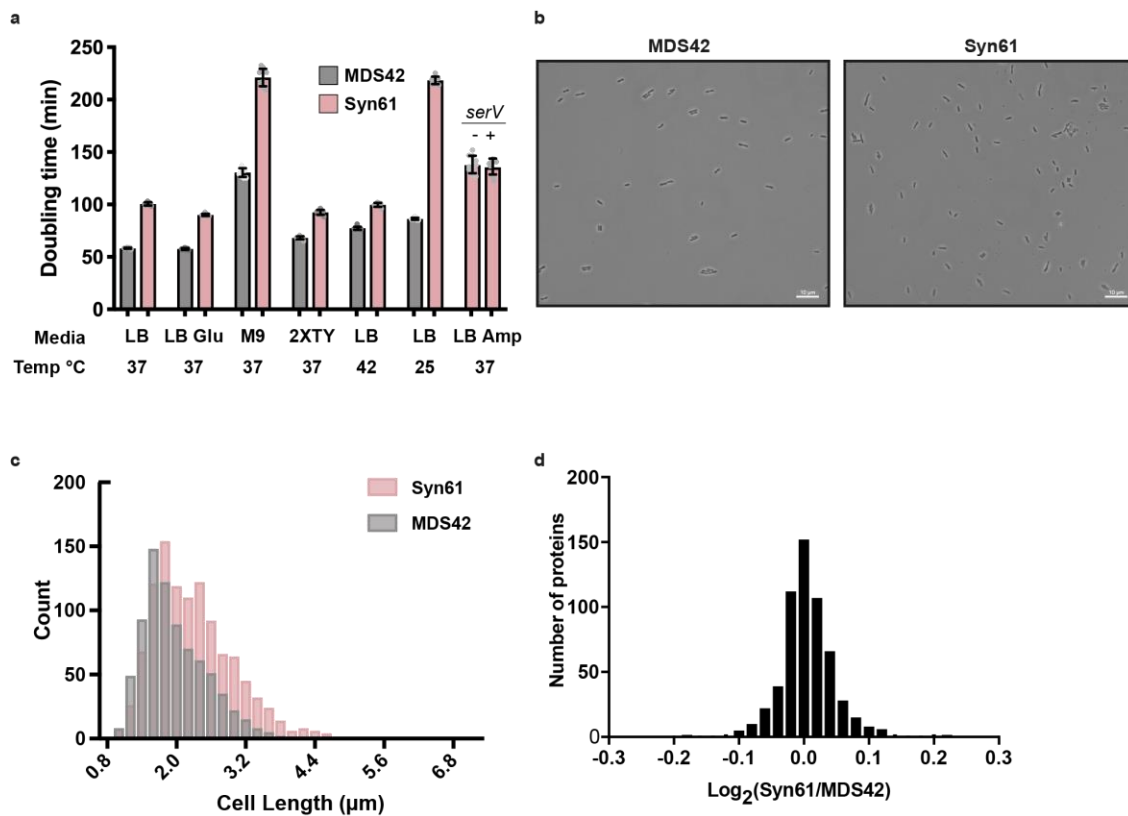 a
250
200
150
100
50
0
Doubling time (min)
MDS42
Syn61
serV
- +
Media LB LB Glu M9 2XTY LB LB LB Amp
Temp °C 37 37 37 37 42 25 37
b
MDS42
Syn61
10 µm
10 µm
c
200
150
100
50
0
Count
Syn61
MDS42
0.8 2.0 3.2 4.4 5.6 6.8
Cell Length (µm)
d
200
150
100
50
0
Number of proteins
-0.3 -0.2 -0.1 0.0 0.1 0.2 0.3
Log2(Syn61/MDS42)